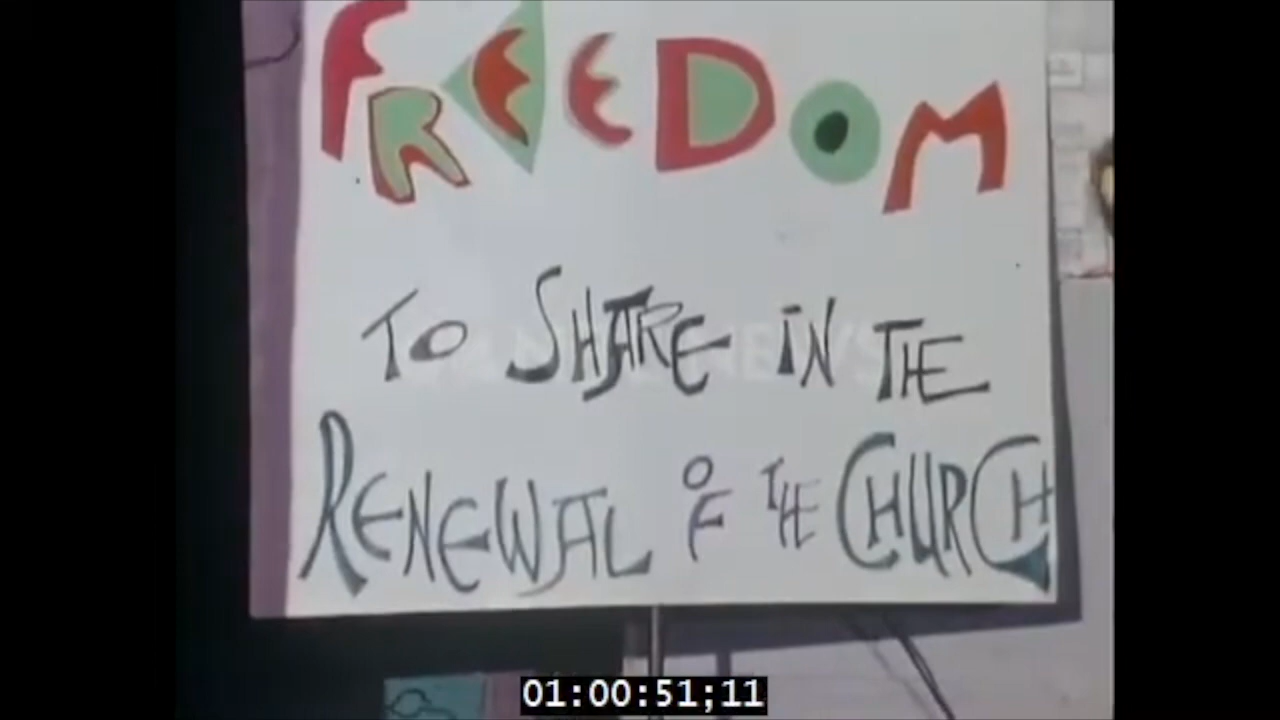 FREEDOM
TO SHARE IN THE
RENEWAL OF THE CHURCH
01:00:51;11